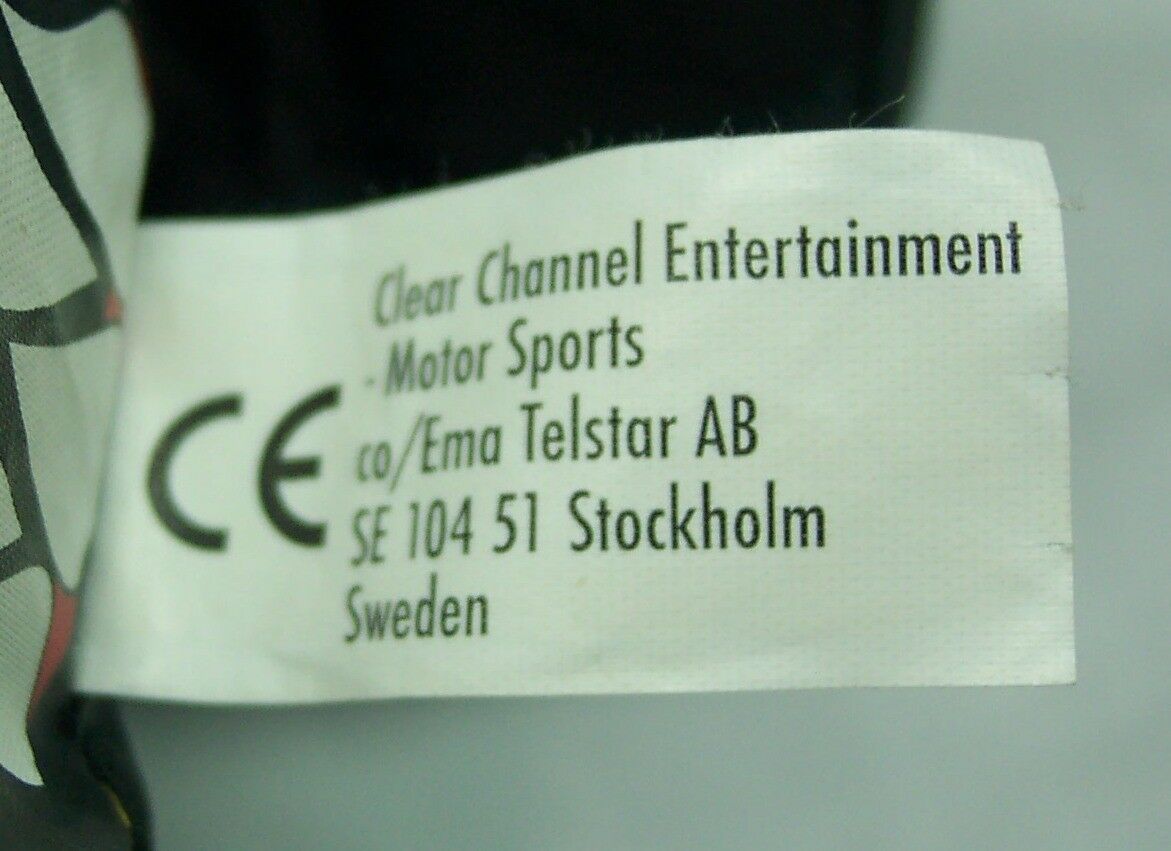 Clear Channel Entertainment
- Motor Sports
CE
co/Ema Telstar AB
SE 104 51 Stockholm
Sweden